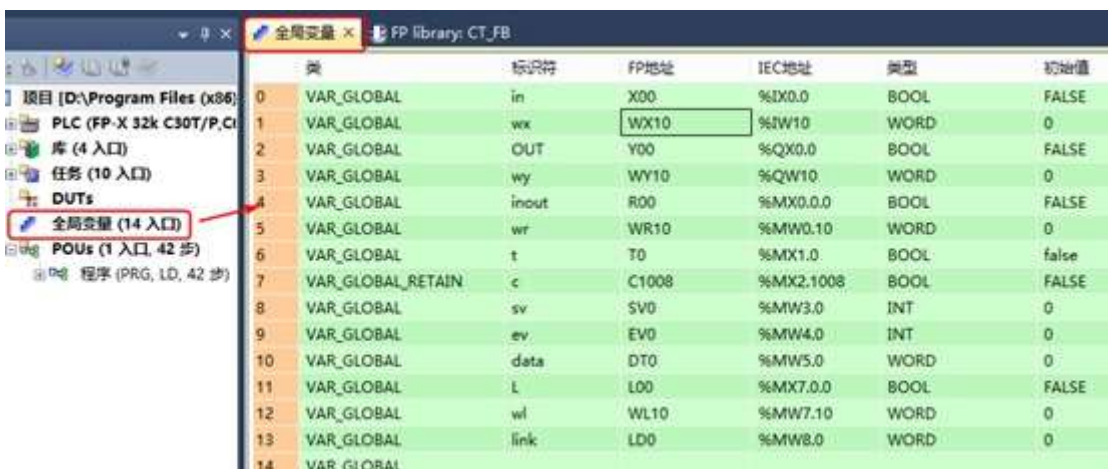 全局变量 × FP library: CT_FB
项目 [D:\Program Files (x86)
PLC (FP-X 32k C30T/P,C
库 (4 入口)
任务 (10 入口)
DUTs
全局变量 (14 入口)
POUs (1 入口, 42 步)
程序 (PRG, LD, 42 步)
类 标识符 FP地址 IEC地址 类型 初始值
0 VAR_GLOBAL in X00 %IX0.0 BOOL FALSE
1 VAR_GLOBAL wx WX10 %IW10 WORD 0
2 VAR_GLOBAL OUT Y00 %QX0.0 BOOL FALSE
3 VAR_GLOBAL wy WY10 %QW10 WORD 0
4 VAR_GLOBAL inout R00 %MX0.0.0 BOOL FALSE
5 VAR_GLOBAL wr WR10 %MW0.10 WORD 0
6 VAR_GLOBAL t T0 %MX1.0 BOOL false
7 VAR_GLOBAL_RETAIN c C1008 %MX2.1008 BOOL FALSE
8 VAR_GLOBAL sv SV0 %MW3.0 INT 0
9 VAR_GLOBAL ev EV0 %MW4.0 INT 0
10 VAR_GLOBAL data DT0 %MW5.0 WORD 0
11 VAR_GLOBAL L L00 %MX7.0.0 BOOL FALSE
12 VAR_GLOBAL wl WL10 %MW7.10 WORD 0
13 VAR_GLOBAL link LD0 %MW8.0 WORD 0
14 VAR_GLOBAL